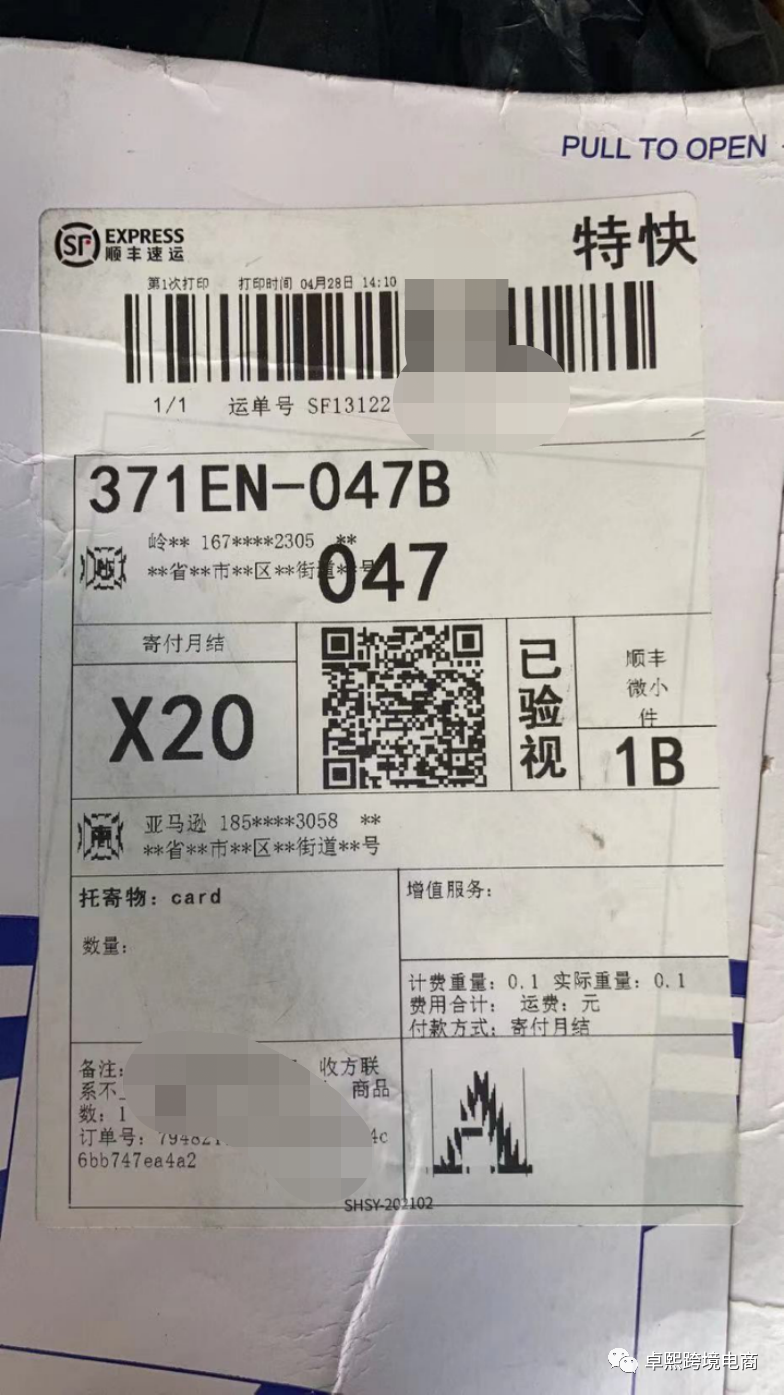 PULL TO OPEN
SF EXPRESS 顺丰速运
特快
第1次打印 打印时间 04月28日 14:10
1/1 运单号 SF13122
371EN-047B
岭** 167****2305 **
**省**市**区**街道**号
047
寄付月结
X20
已验视
顺丰
微小
件
1B
亚马逊 185****3058 **
**省**市**区**街道**号
托寄物: card
数量:
增值服务:
计费重量: 0.1 实际重量: 0.1
费用合计: 运费: 元
付款方式: 寄付月结
备注: 收方联
系不 商品
数: 1
订单号: 4c
6bb747ea4a2
SHSY-202102
卓熙跨境电商